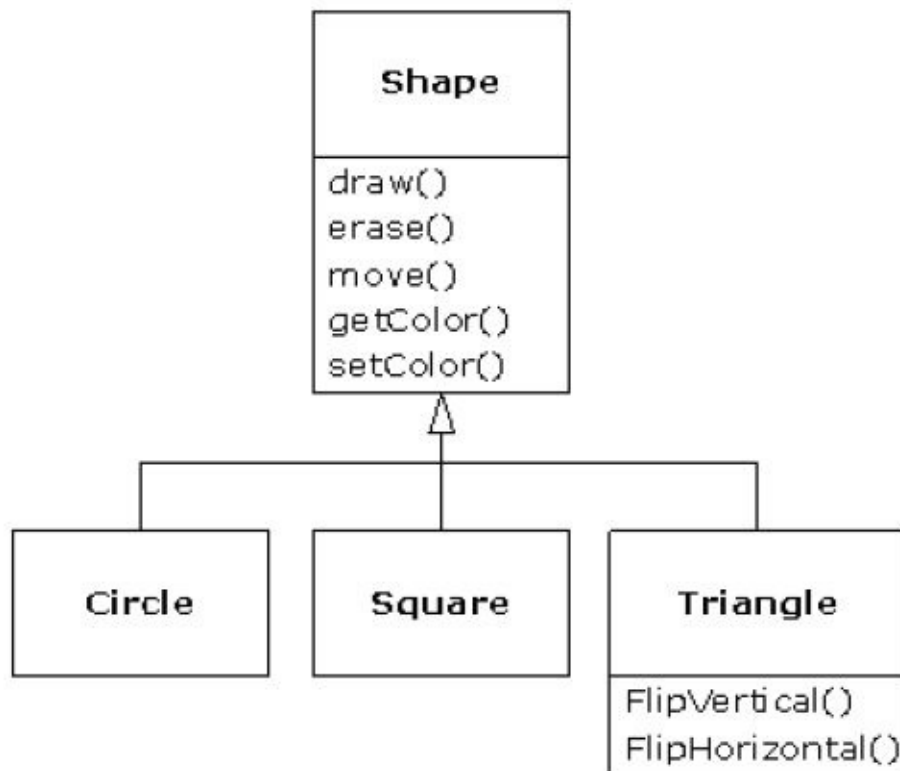 Shape
draw()
erase()
move()
getColor()
setColor()
Circle
Square
Triangle
FlipVertical()
FlipHorizontal()